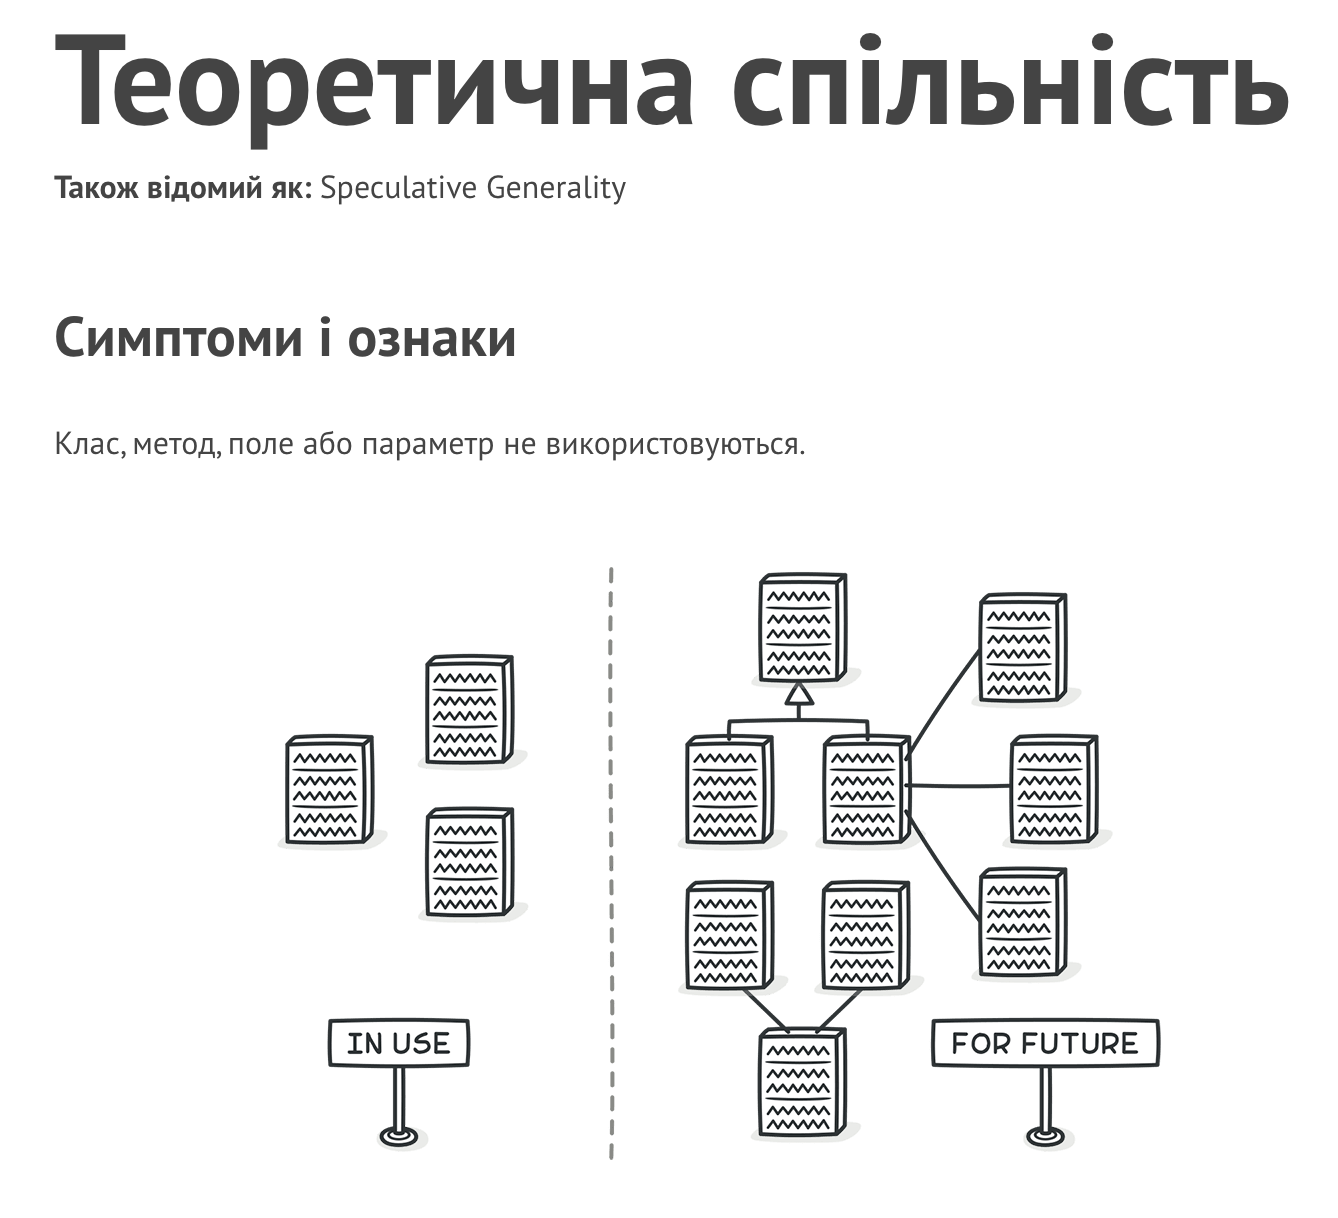 Теоретична спільність
Також відомий як: Speculative Generality
Симптоми і ознаки
Клас, метод, поле або параметр не використовуються.
IN USE
FOR FUTURE